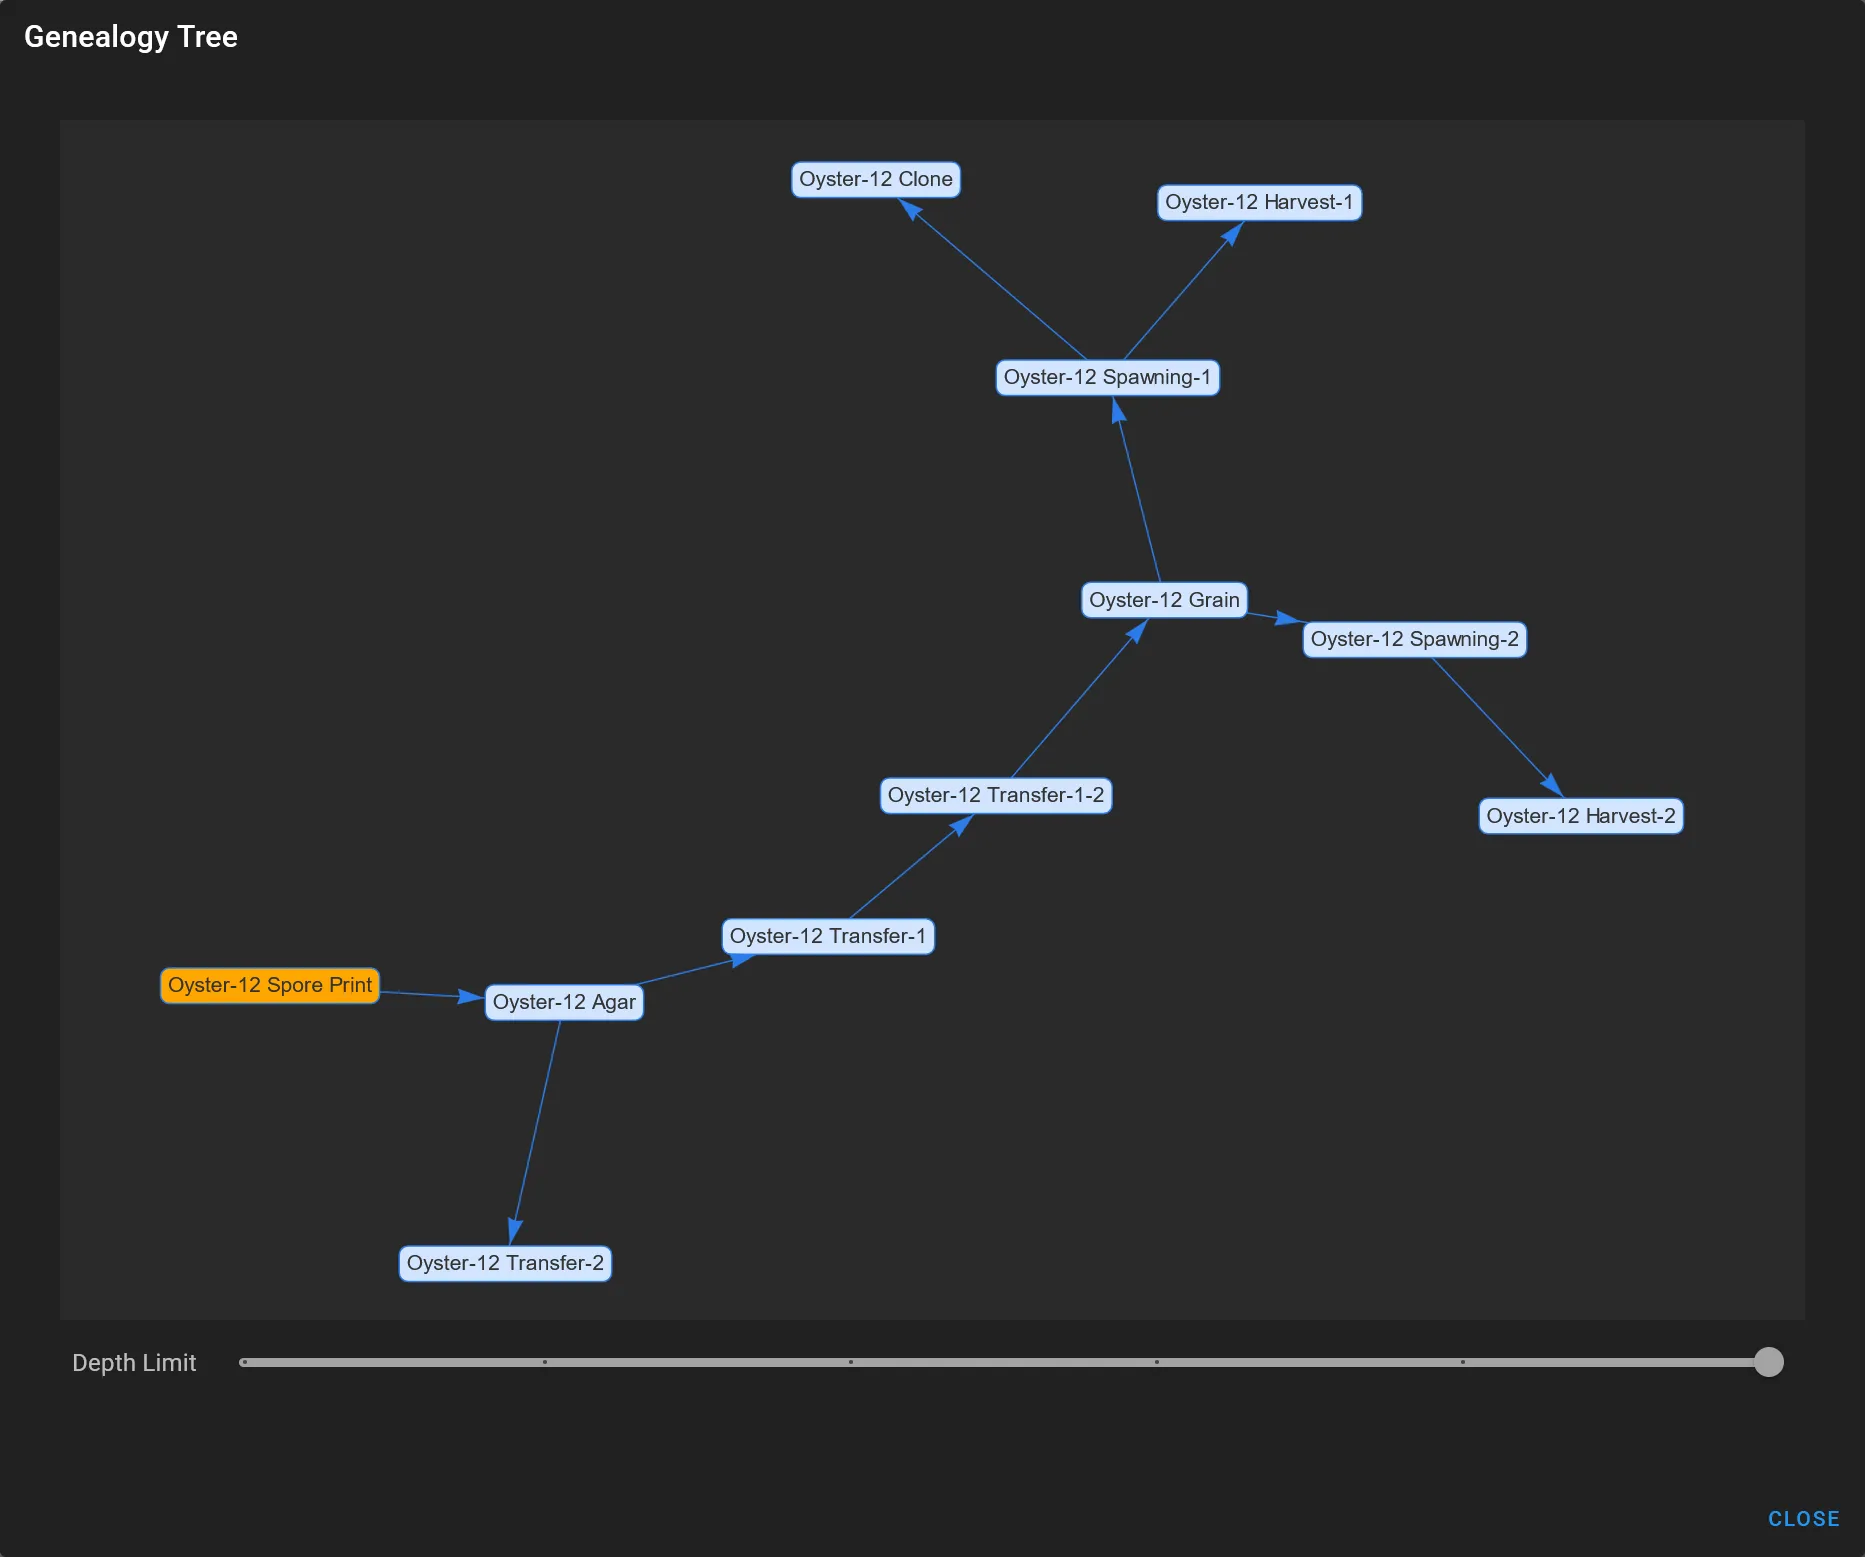 Genealogy Tree
Oyster-12 Clone
Oyster-12 Harvest-1
Oyster-12 Spawning-1
Oyster-12 Grain
Oyster-12 Spawning-2
Oyster-12 Transfer-1-2
Oyster-12 Harvest-2
Oyster-12 Transfer-1
Oyster-12 Spore Print
Oyster-12 Agar
Oyster-12 Transfer-2
Depth Limit
CLOSE